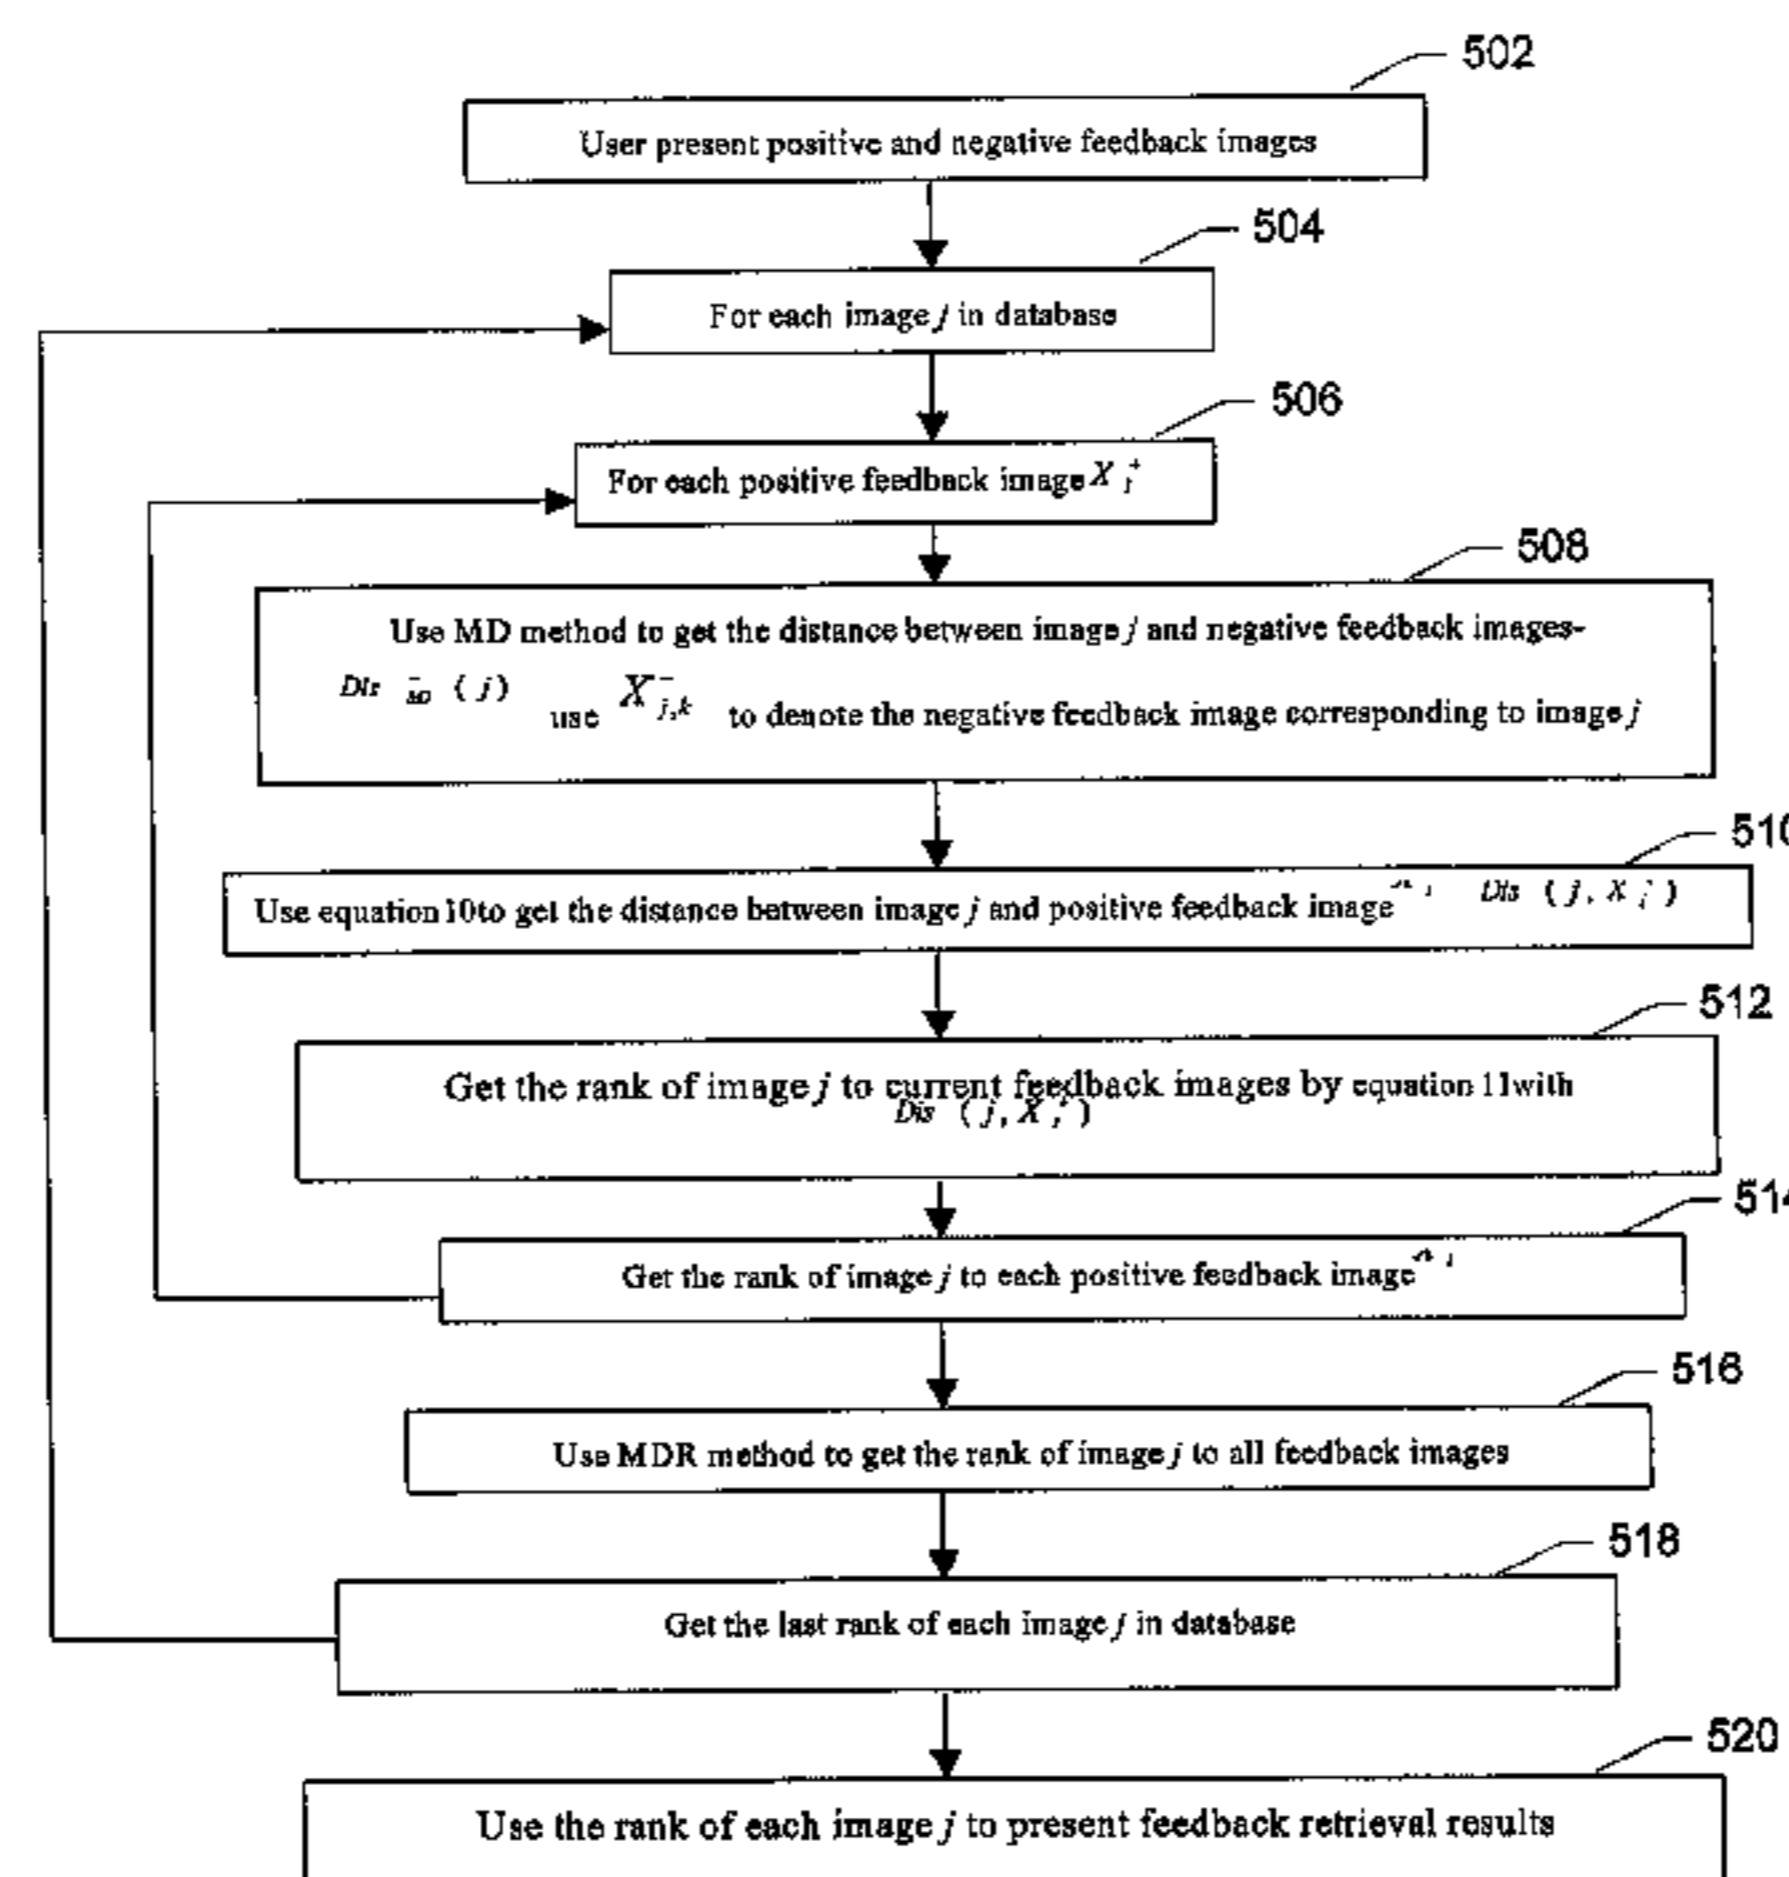 502
User present positive and negative feedback images
504
For each image j in database
506
For each positive feedback image X i +
508
Use MD method to get the distance between image j and negative feedback images-
Dis - MD ( j )
use X - j,k to denote the negative feedback image corresponding to image j
510
Use equation10to get the distance between image j and positive feedback image Dis ( j , X i + )
512
Get the rank of image j to current feedback images by equation 11with
Dis ( j , X i + )
514
Get the rank of image j to each positive feedback image
516
Use MDR method to get the rank of image j to all feedback images
518
Get the last rank of each image j in database
520
Use the rank of each image j to present feedback retrieval results